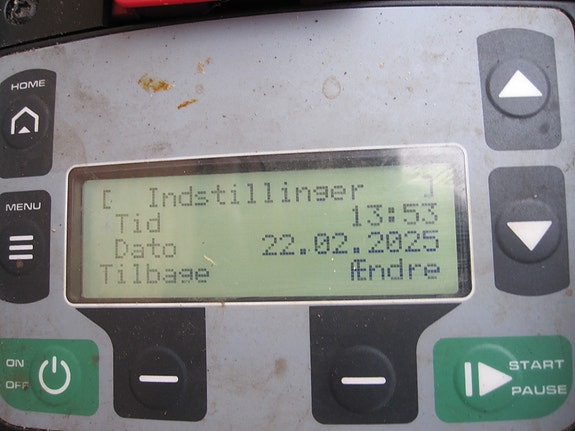 HOME
MENU
[ Indstillinger ]
Tid 13:53
Dato 22.02.2025
Tilbage Ændre
ON
OFF
START
PAUSE